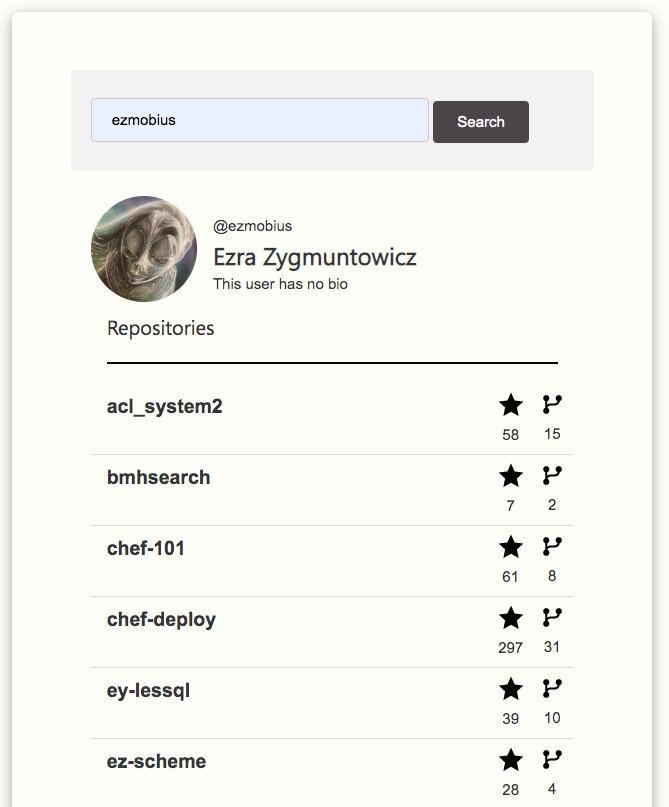 ezmobius
Search
@ezmobius
Ezra Zygmuntowicz
This user has no bio
Repositories
acl_system2
58 15
bmhsearch
7 2
chef-101
61 8
chef-deploy
297 31
ey-lessql
39 10
ez-scheme
28 4